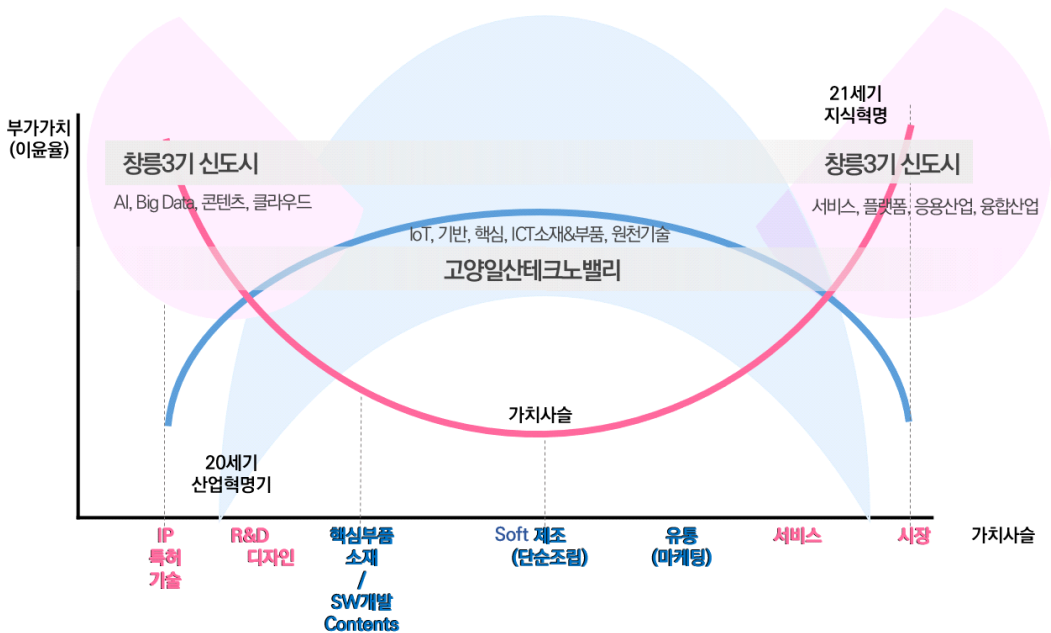 21세기
지식혁명
부가가치
(이윤율)
창릉3기 신도시
창릉3기 신도시
AI, Big Data, 콘텐츠, 클라우드
서비스, 플랫폼, 응용산업, 융합산업
IoT, 기반, 핵심, ICT소재&부품, 원천기술
고양일산테크노밸리
가치사슬
20세기
산업혁명기
IP
특허
기술
R&D
디자인
핵심부품
소재
/
SW개발
Contents
Soft 제조
(단순조립)
유통
(마케팅)
서비스
시장
가치사슬